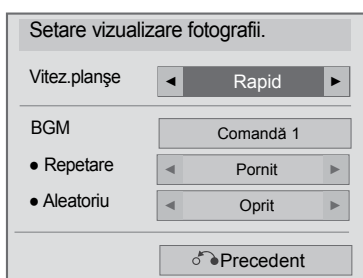 Setare vizualizare fotografii.
Vitez.planşe ◄ Rapid ►
BGM Comandă 1
● Repetare ◄ Pornit ►
● Aleatoriu ◄ Oprit ►
Precedent